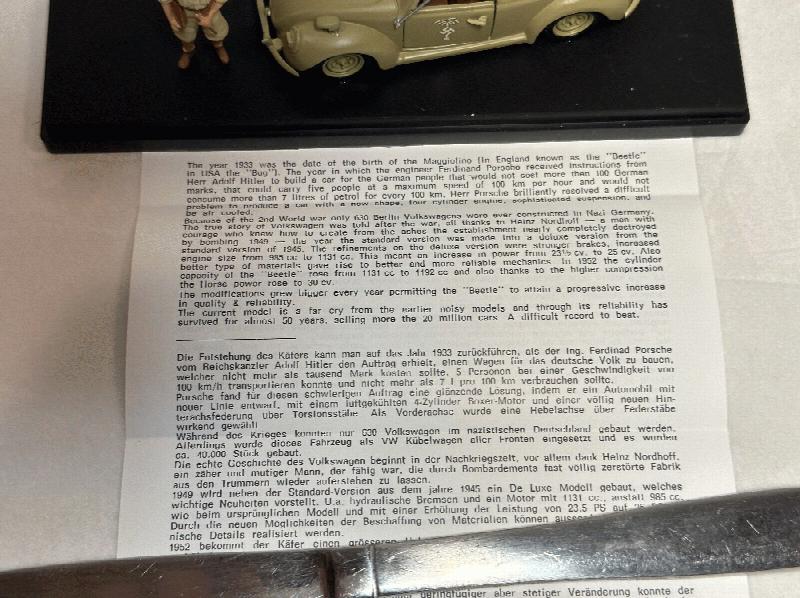 The year 1933 was the date of the birth of the Maggiolino (in England known as the "Beetle"
in USA the "Bug"). The year in which the engineer Ferdinand Porsche received instructions from
Herr Adolf Hitler to build a car for the German people that would not cost more than 100 German
marks, that could carry five people at a maximum speed of 100 km per hour and would not
consume more than 7 litres of petrol for every 100 km. Herr Porsche brilliantly resolved a difficult
problem to produce a car with a new shape, four cylinder engine, sophisticated suspension, and
be air cooled.
Because of the 2nd World war only 630 Berlin Volkswagens were ever constructed in Nazi Germany.
The true story of Volkswagen was told after the war, all thanks to Heinz Nordhoff — a man with
courage who knew how to create from the ashes the establishment nearly completely destroyed
by bombing 1949 — the year the standard version was made into a deluxe version from the
standard version of 1945. The refinements on the deluxe version were stronger brakes, increased
engine size from 985 cc to 1131 cc. This meant an increase in power from 23½ cv. to 25 cv. Also
better type of materials gave rise to better and more reliable mechanics. In 1952 the cylinder
capacity of the "Beetle" rose from 1131 cc to 1192 cc and also thanks to the higher compression
the Horse power rose to 30 cv.
The modifications grew bigger every year permitting the "Beetle" to attain a progressive increase
in quality & reliability.
The current model is a far cry from the earlier noisy models and through its reliability has
survived for almost 50 years, selling more the 20 million cars. A difficult record to beat.
Die Entstehung des Käfers kann man auf das Jahr 1933 zurückführen, als der Ing. Ferdinad Porsche
vom Reichskanzler Adolf Hitler den Auftrag erhielt, einen Wagen für das deutsche Volk zu bauen,
welcher nicht mehr als tausend Mark kosten sollte. 5 Personen bei einer Geschwindigkeit von
100 km/h transportieren konnte und nicht mehr als 7 l pro 100 km verbrauchen sollte.
Porsche fand für diesen schwierigen Auftrag eine glänzende Lösung, indem er ein Automobil mit
neuer Linie entwarf, mit einem luftgekühlten 4-Zylinder Boxer-Motor und einer völlig neuen Hin-
terachsfederung über Torsionsstäbe. Als Vorderachse wurde eine Hebelachse über Federstäbe
wirkend gewählt.
Während des Krieges konnten nur 630 Volkswagen im nazistischen Deutschland gebaut werden.
Allerdings wurde dieses Fahrzeug als VW Kübelwagen aller Fronten eingesetzt und es wurden
ca. 40.000 Stück gebaut.
Die echte Geschichte des Volkswagen beginnt in der Nachkriegszeit, vor allem dank Heinz Nordhoff,
ein zäher und mutiger Mann, der fähig war, die durch Bombardements fast völlig zerstörte Fabrik
aus den Trümmern wieder auferstehen zu lassen.
1949 wird neben der Standard-Version aus dem jahre 1945 ein De Luxe Modell gebaut, welches
wichtige Neuheiten vorstellt. U.a. hydraulische Bremsen und ein Motor mit 1131 cc., anstatt 985 cc.
wie beim ursprünglichen Modell und mit einer Erhöhung der Leistung von 23.5 PS auf 25
Durch die neuen Möglichkeiten der Beschaffung von Materialien können
nische Details realisiert werden.
1952 bekommt der Käfer einen grösseren
geringfügiger aber stetiger Veränderung konnte der